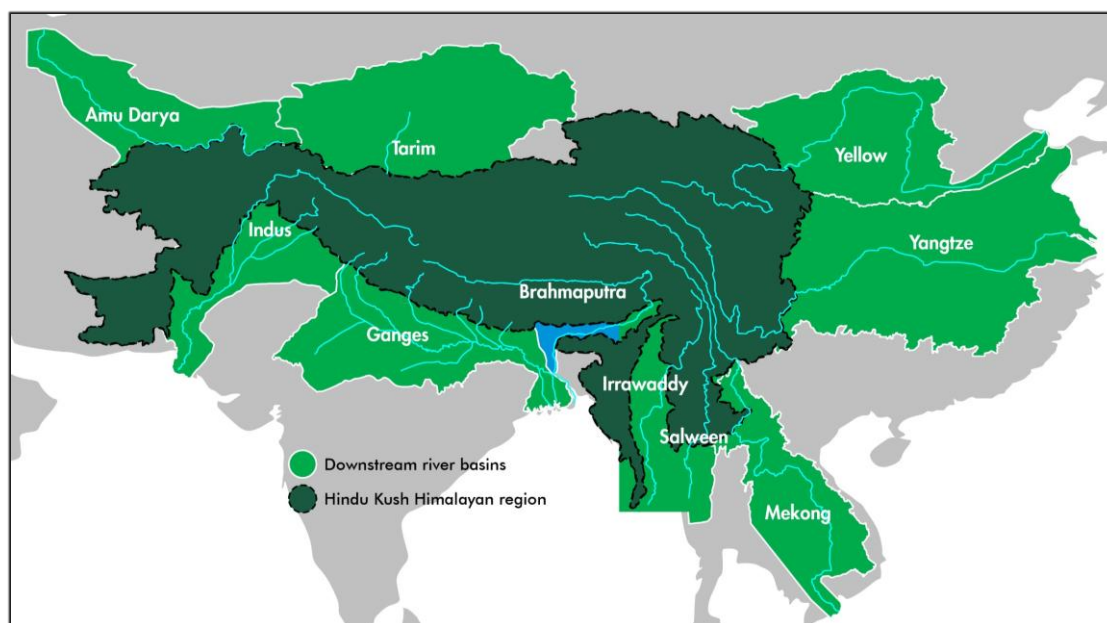 Amu Darya
Tarim
Yellow
Indus
Yangtze
Brahmaputra
Ganges
Irrawaddy
Salween
Downstream river basins
Hindu Kush Himalayan region
Mekong